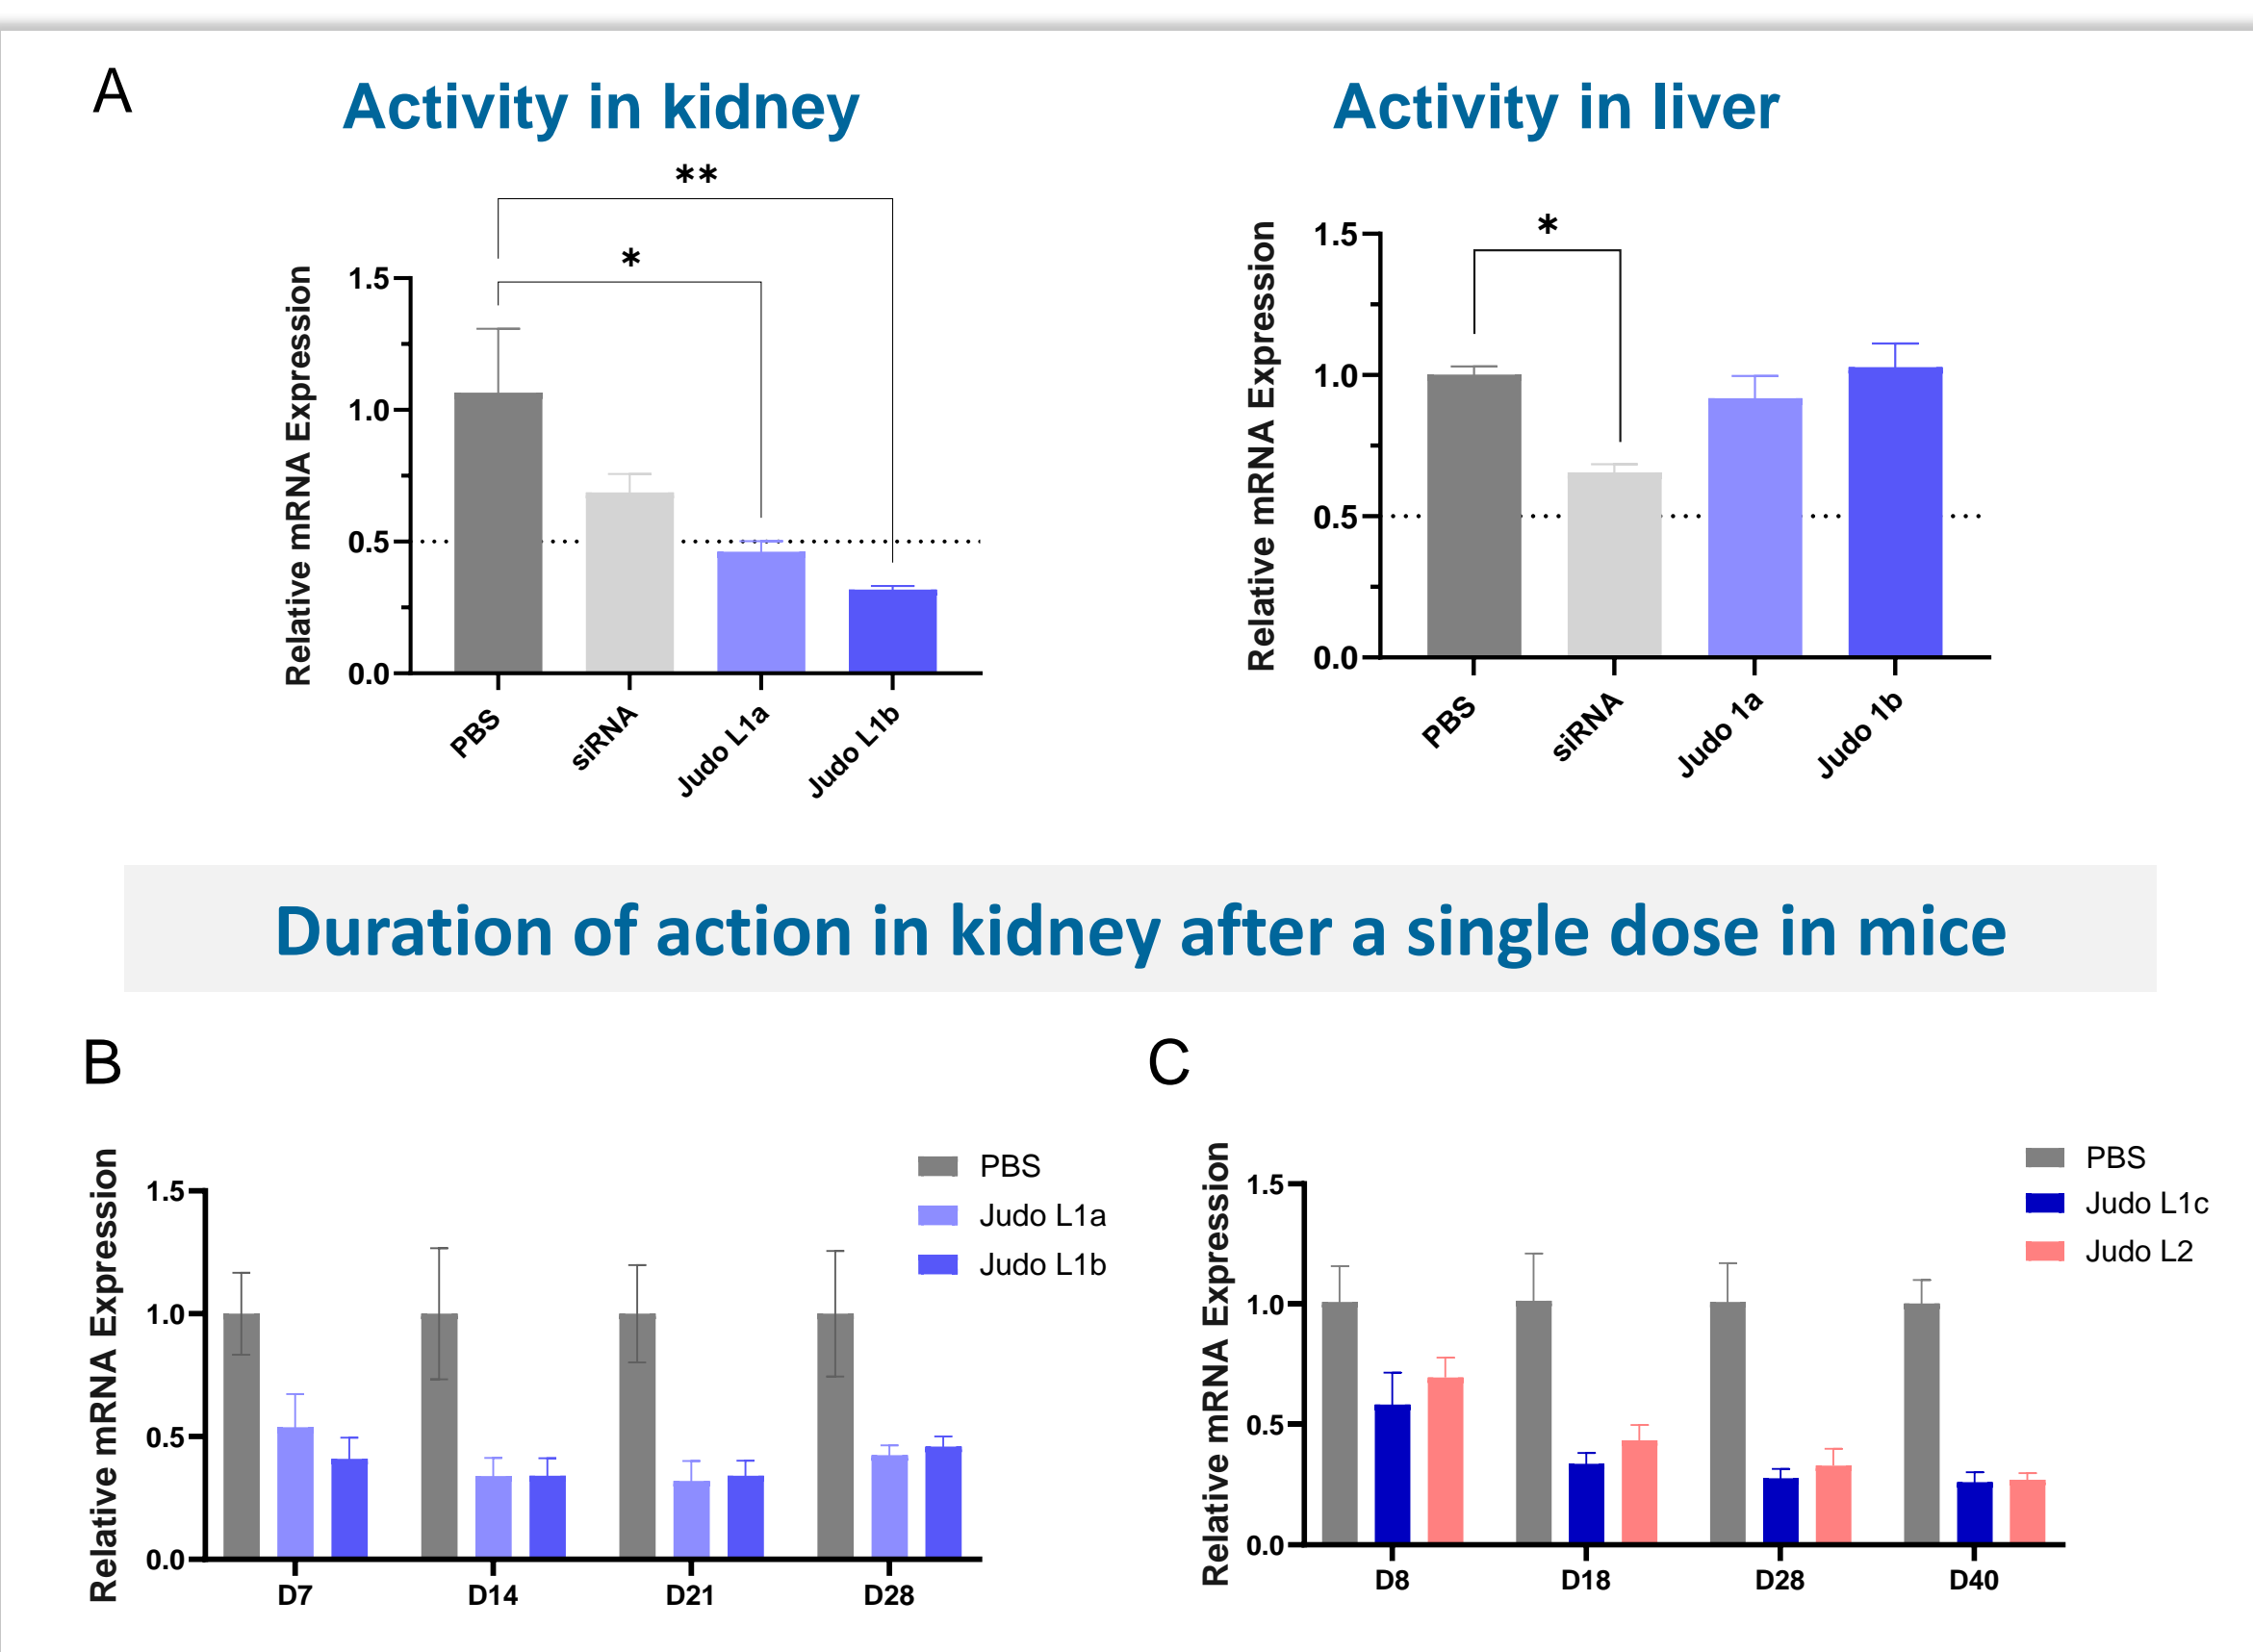 A
Activity in kidney
Activity in liver
**
*
Relative mRNA Expression
1.5
1.0
0.5
0.0
PBS
siRNA
Judo L1a
Judo L1b
*
Relative mRNA Expression
1.5
1.0
0.5
0.0
PBS
siRNA
Judo 1a
Judo 1b
Duration of action in kidney after a single dose in mice
B
Relative mRNA Expression
1.5
1.0
0.5
0.0
D7
D14
D21
D28
PBS
Judo L1a
Judo L1b
C
Relative mRNA Expression
1.5
1.0
0.5
0.0
D8
D18
D28
D40
PBS
Judo L1c
Judo L2